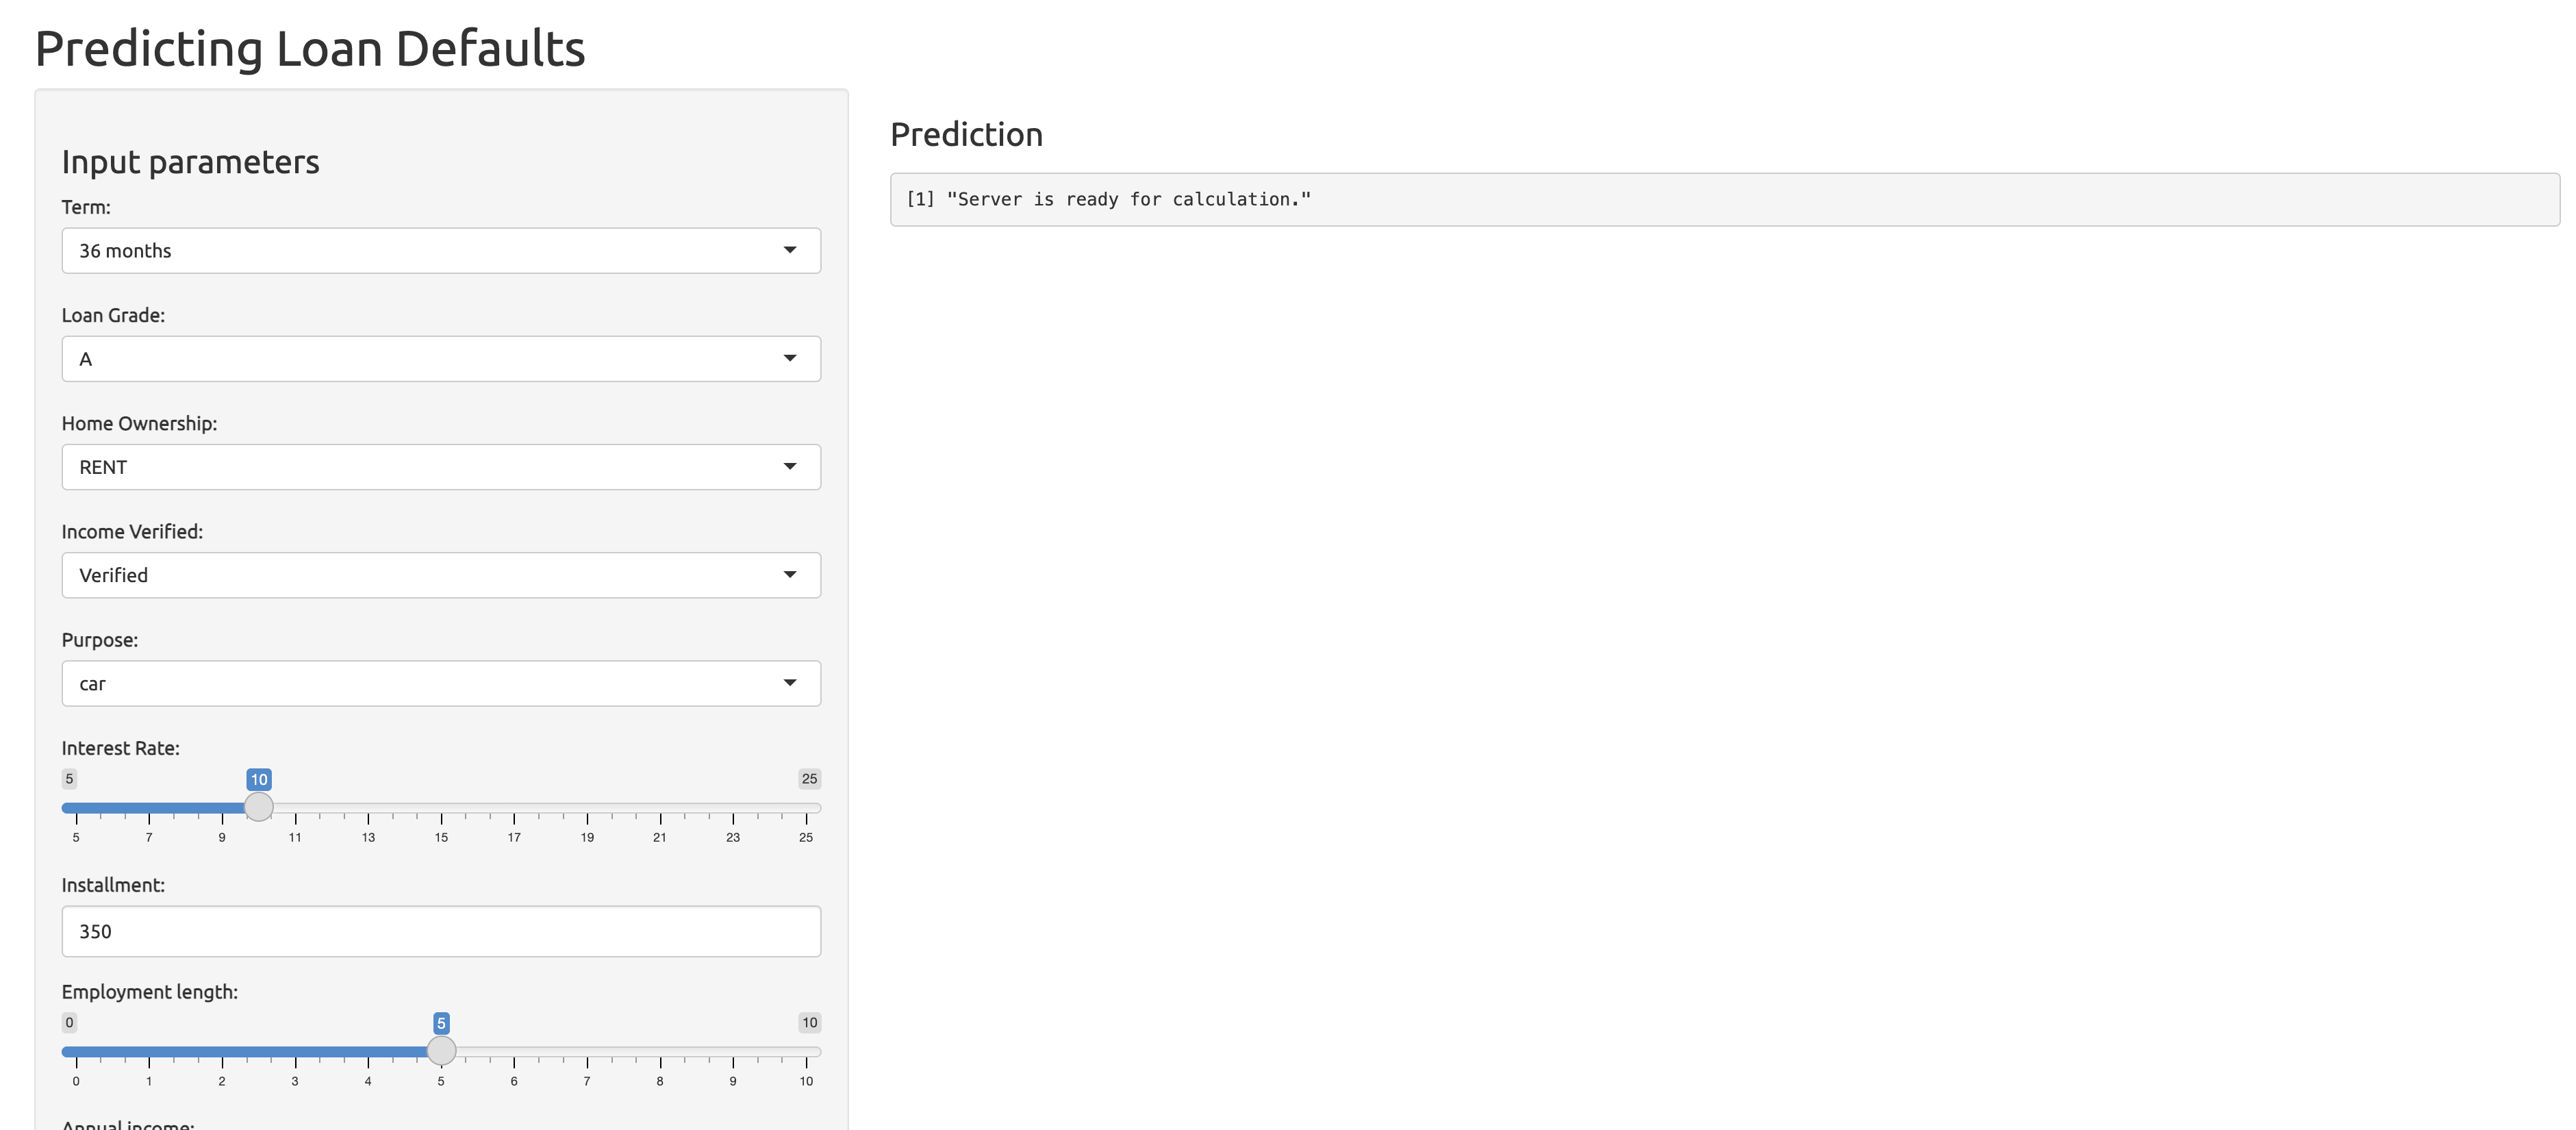 Predicting Loan Defaults
Input parameters
Term:
36 months
Loan Grade:
A
Home Ownership:
RENT
Income Verified:
Verified
Purpose:
car
Interest Rate:
5 10 25
5 7 9 11 13 15 17 19 21 23 25
Installment:
350
Employment length:
0 5 10
0 1 2 3 4 5 6 7 8 9 10
Annual income:
Prediction
[1] "Server is ready for calculation."